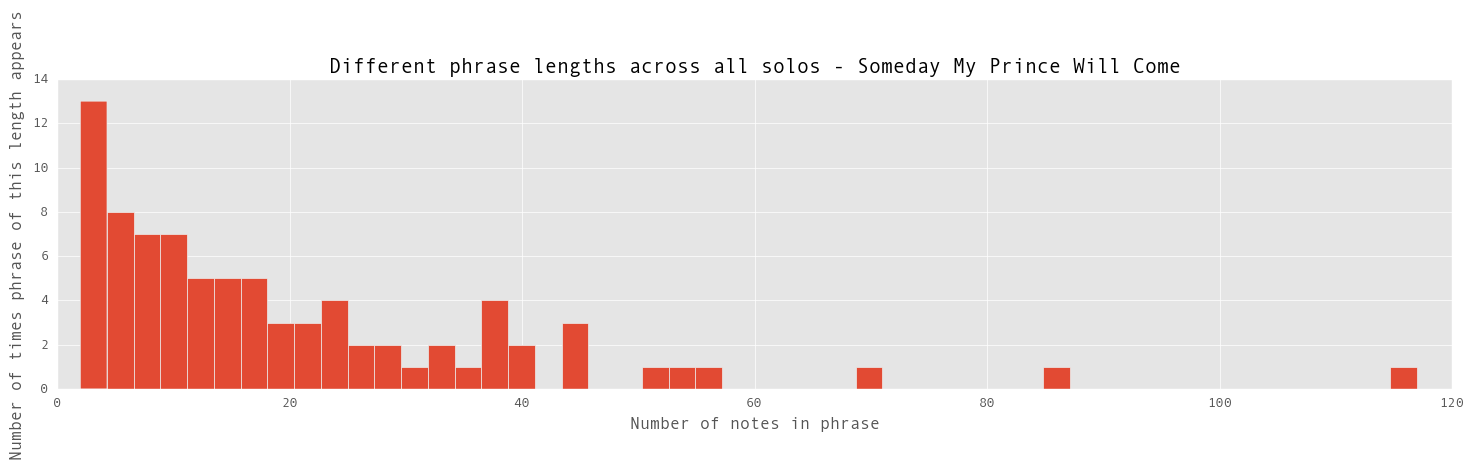 Different phrase lengths across all solos - Someday My Prince Will Come
Number of times phrase of this length appears
14
12
10
8
6
4
2
0
0 20 40 60 80 100 120
Number of notes in phrase